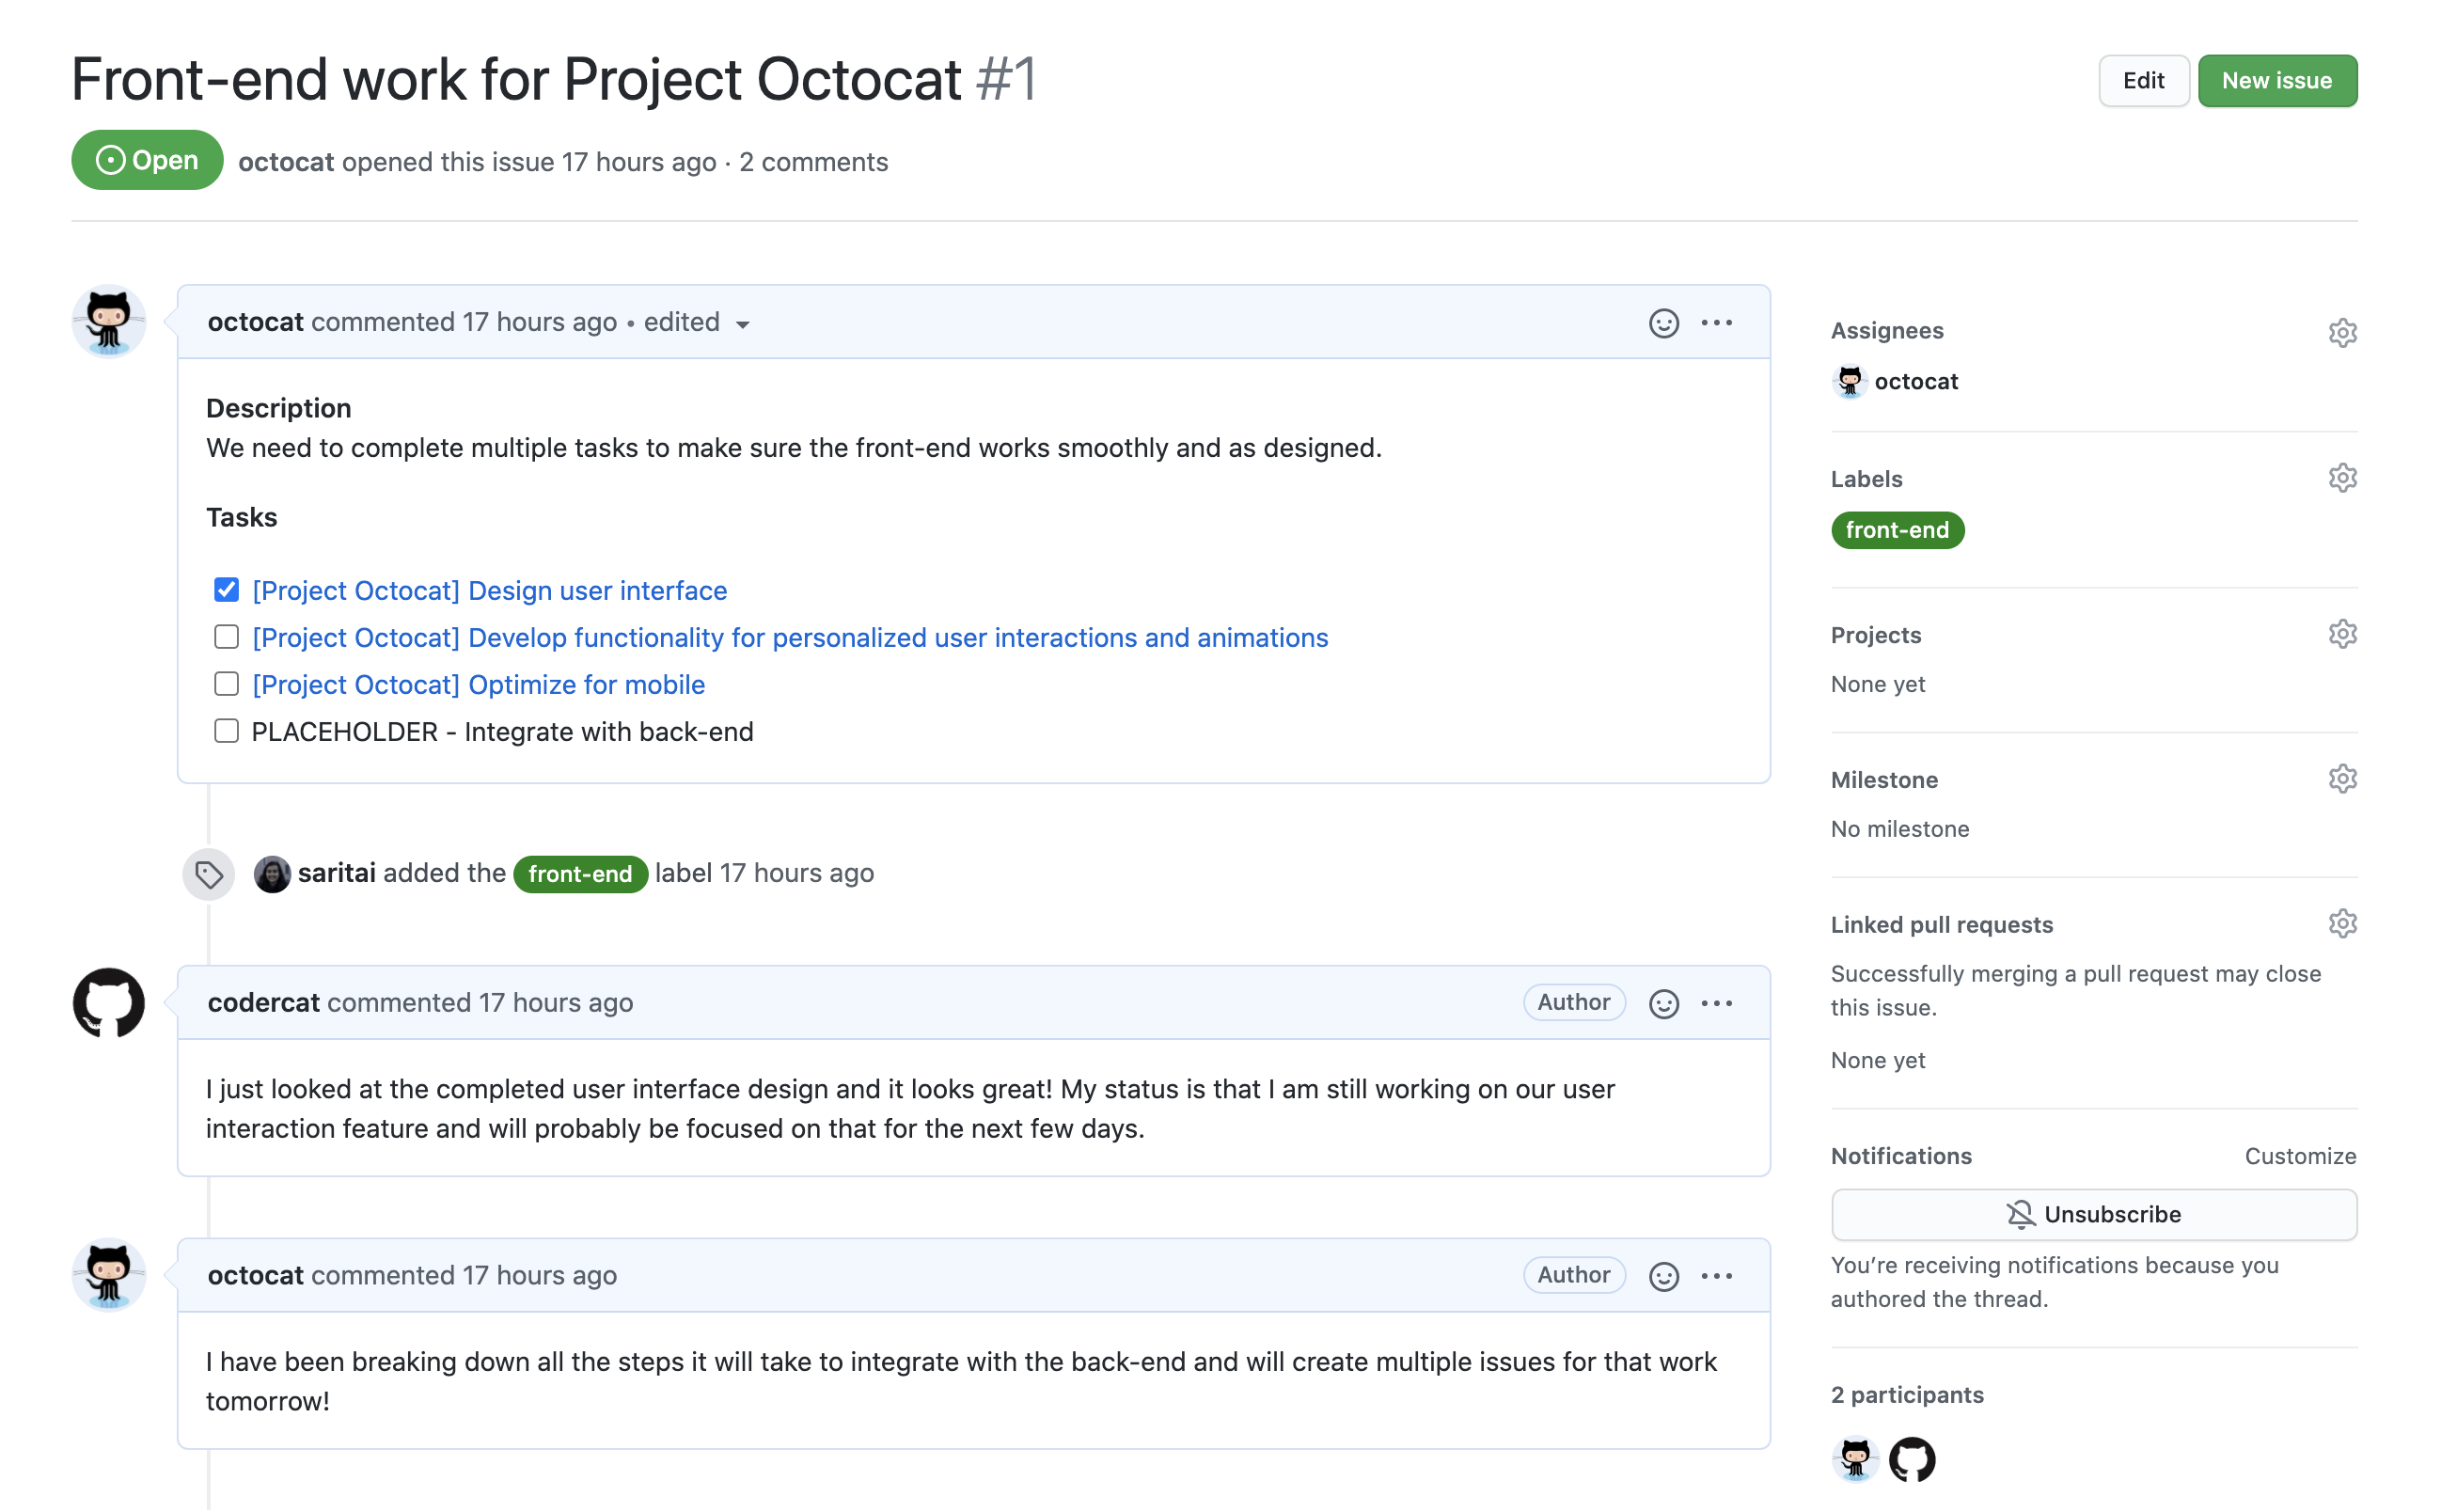 Front-end work for Project Octocat #1
Edit
New issue
Open
octocat opened this issue 17 hours ago · 2 comments
octocat commented 17 hours ago • edited
Description
We need to complete multiple tasks to make sure the front-end works smoothly and as designed.
Tasks
[Project Octocat] Design user interface
[Project Octocat] Develop functionality for personalized user interactions and animations
[Project Octocat] Optimize for mobile
PLACEHOLDER - Integrate with back-end
saritai added the front-end label 17 hours ago
codercat commented 17 hours ago
Author
I just looked at the completed user interface design and it looks great! My status is that I am still working on our user
interaction feature and will probably be focused on that for the next few days.
octocat commented 17 hours ago
Author
I have been breaking down all the steps it will take to integrate with the back-end and will create multiple issues for that work
tomorrow!
Assignees
octocat
Labels
front-end
Projects
None yet
Milestone
No milestone
Linked pull requests
Successfully merging a pull request may close
this issue.
None yet
Notifications
Customize
Unsubscribe
You’re receiving notifications because you
authored the thread.
2 participants